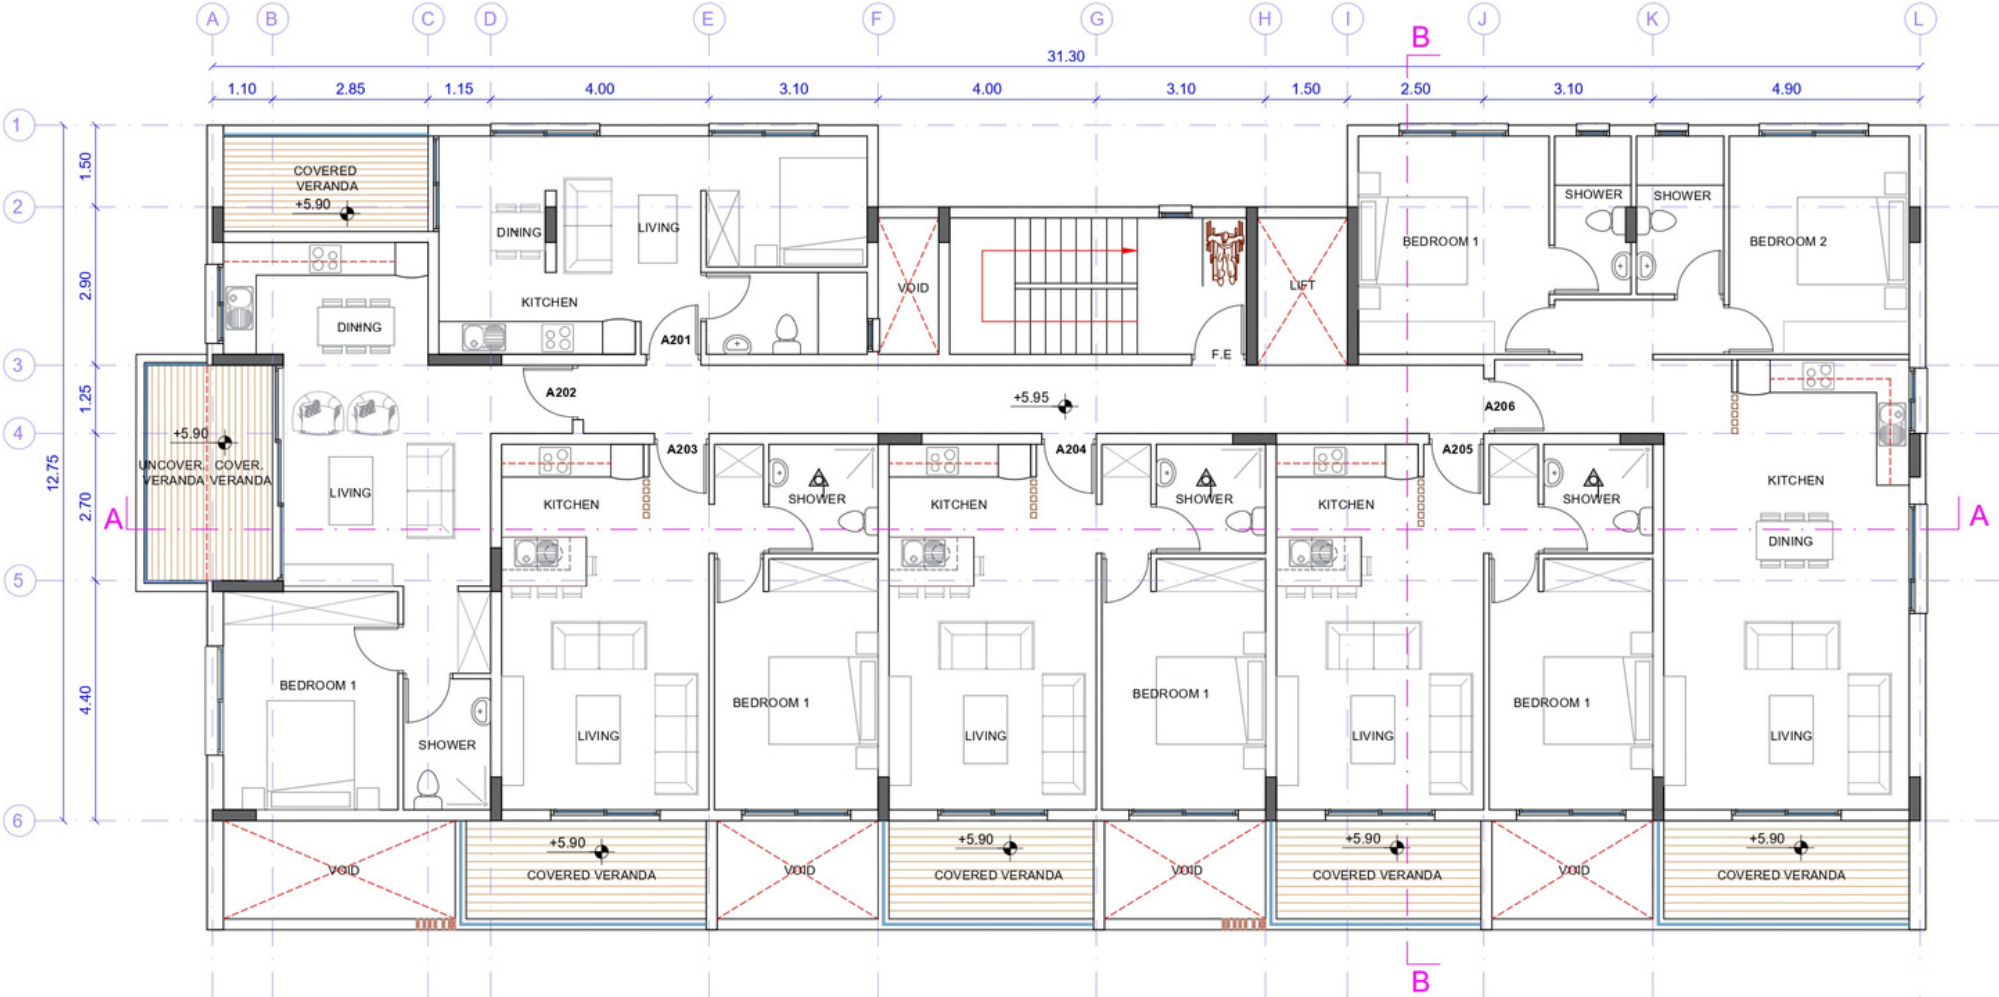 A B C D E F G H I J K L
B
31.30
1.10 2.85 1.15 4.00 3.10 4.00 3.10 1.50 2.50 3.10 4.90
1
1.50
COVERED
VERANDA
+5.90
2
DINING
LIVING
BEDROOM 1
SHOWER
SHOWER
BEDROOM 2
2.90
VOID
LIFT
KITCHEN
DINING
A201
F.E
3
1.25
A202
+5.95
A206
4
12.75
+5.90
UNCOVER. COVER.
VERANDA VERANDA
A203
A204
A205
2.70
LIVING
KITCHEN
SHOWER
KITCHEN
SHOWER
KITCHEN
SHOWER
KITCHEN
A
A
DINING
5
4.40
BEDROOM 1
BEDROOM 1
BEDROOM 1
BEDROOM 1
SHOWER
LIVING
LIVING
LIVING
LIVING
6
+5.90
+5.90
+5.90
+5.90
VOID
COVERED VERANDA
VOID
COVERED VERANDA
VOID
COVERED VERANDA
VOID
COVERED VERANDA
B